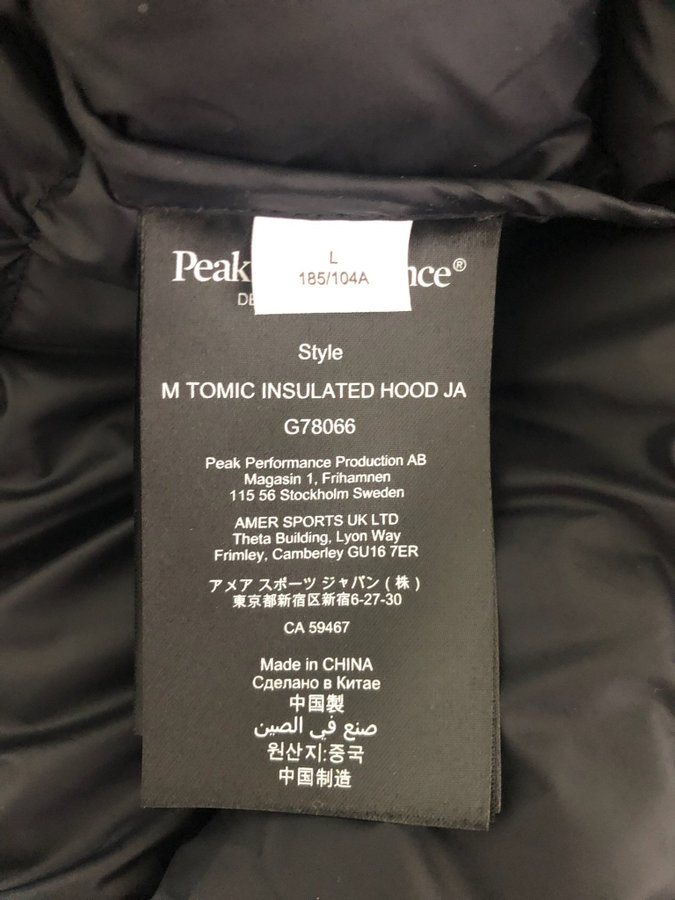 L
185/104A
Peak nce®
Style
M TOMIC INSULATED HOOD JA
G78066
Peak Performance Production AB
Magasin 1, Frihamnen
115 56 Stockholm Sweden
AMER SPORTS UK LTD
Theta Building, Lyon Way
Frimley, Camberley GU16 7ER
アメア スポーツ ジャパン (株)
東京都新宿区新宿6-27-30
CA 59467
Made in CHINA
Сделано в Китае
中国製
صنع في الصين
원산지:중국
中国制造